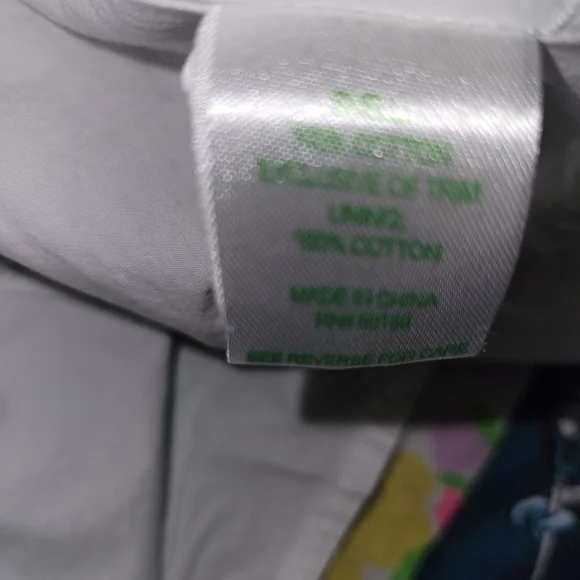 100% COTTON
EXCLUSIVE OF TRIM
LINING:
100% COTTON
MADE IN CHINA
SEE REVERSE FOR CARE